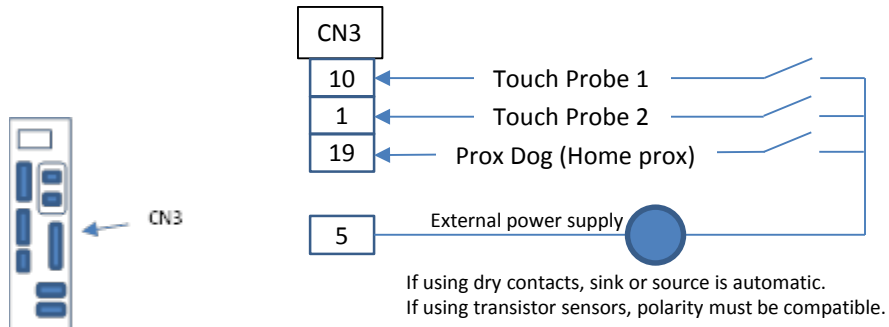 CN3
10 Touch Probe 1
1 Touch Probe 2
19 Prox Dog (Home prox)
CN3
5 External power supply
If using dry contacts, sink or source is automatic.
If using transistor sensors, polarity must be compatible.